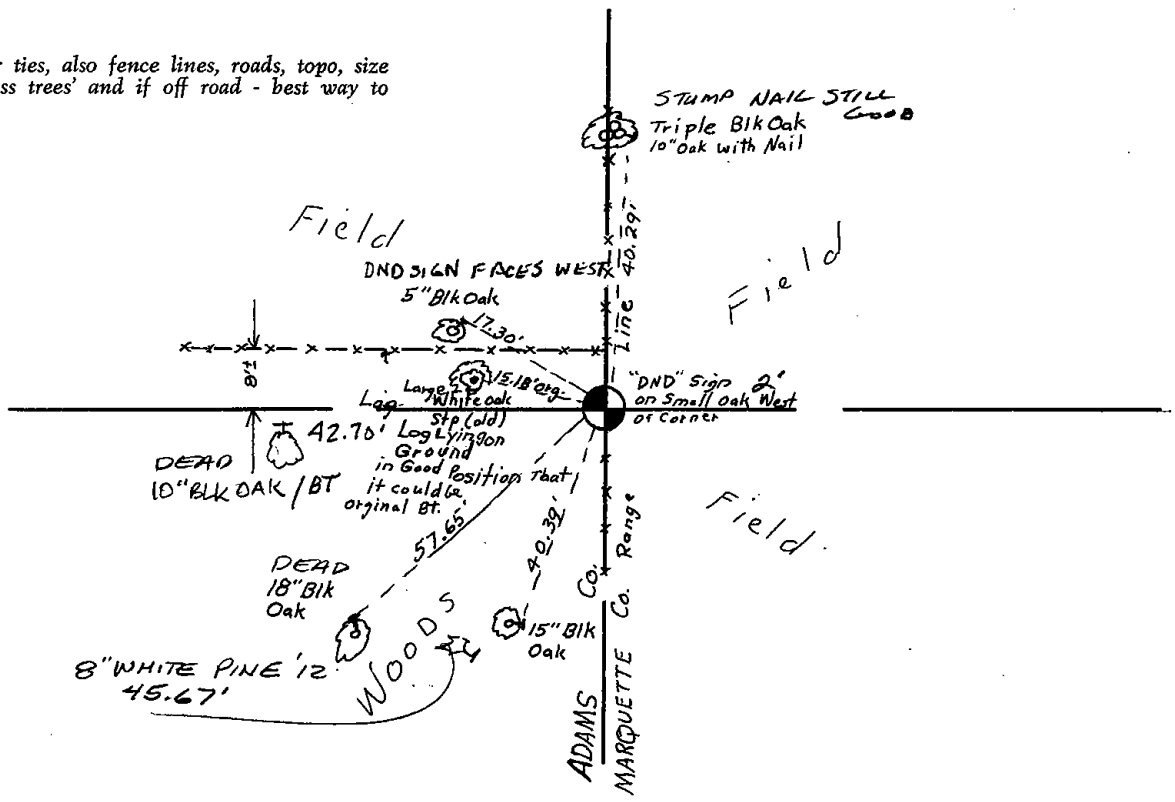 ties, also fence lines, roads, topo, size
ss trees' and if off road - best way to
STUMP NAIL STILL
GOOD
Triple Blk Oak
10" Oak with Nail
Field
Field
DND SIGN FACES WEST
5" Blk Oak
17.30'
Line 40.29'
8'±
15.18' org.
Large
White oak
Stp (old)
Log Lying on
Ground
in Good Position That
it could be
orginal Bt.
"DND" Sign 2'
on Small Oak West
of Corner
42.70'
DEAD
10" BLK OAK / BT
57.65'
40.39'
Field
DEAD
18" Blk
Oak
WOODS
15" Blk
Oak
8" WHITE PINE '12
45.67'
Range
ADAMS Co.
MARQUETTE Co.